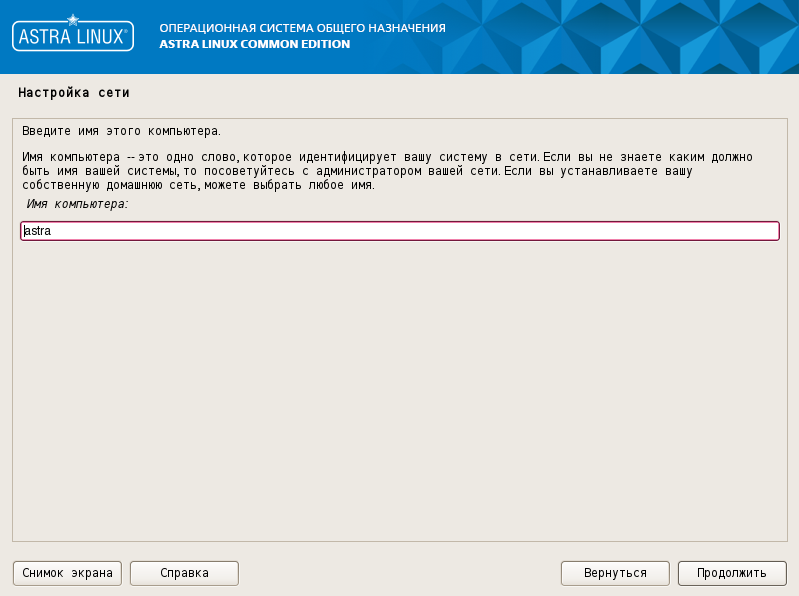 ASTRA LINUX®
ОПЕРАЦИОННАЯ СИСТЕМА ОБЩЕГО НАЗНАЧЕНИЯ
ASTRA LINUX COMMON EDITION
Настройка сети
Введите имя этого компьютера.
Имя компьютера -- это одно слово, которое идентифицирует вашу систему в сети. Если вы не знаете каким должно
быть имя вашей системы, то посоветуйтесь с администратором вашей сети. Если вы устанавливаете вашу
собственную домашнюю сеть, можете выбрать любое имя.
Имя компьютера:
astra
Снимок экрана Справка Вернуться Продолжить